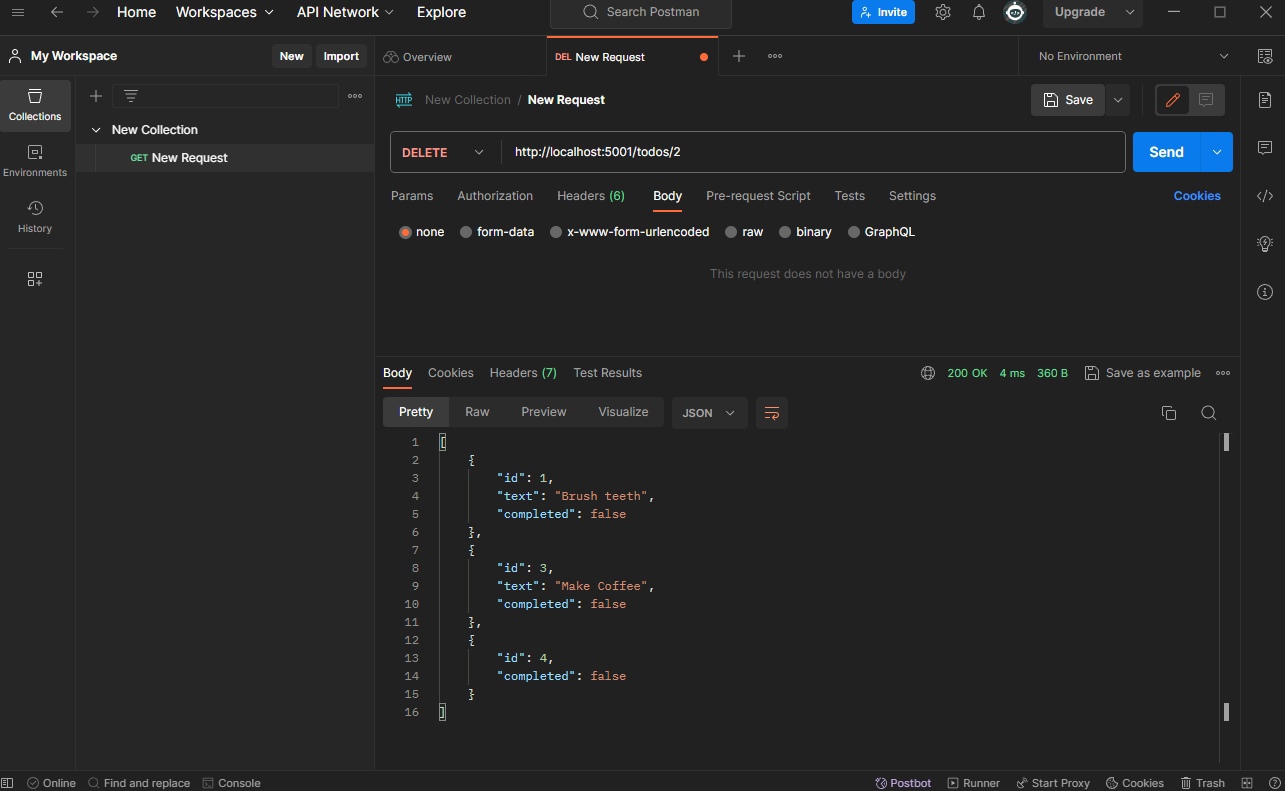 Home Workspaces API Network Explore Search Postman Invite Upgrade
My Workspace New Import Overview DEL New Request No Environment
Collections
Environments
History
New Collection
GET New Request
HTTP New Collection / New Request Save
DELETE http://localhost:5001/todos/2 Send
Params Authorization Headers (6) Body Pre-request Script Tests Settings Cookies
none form-data x-www-form-urlencoded raw binary GraphQL
This request does not have a body
Body Cookies Headers (7) Test Results 200 OK 4 ms 360 B Save as example
Pretty Raw Preview Visualize JSON
1 [
2 {
3 "id": 1,
4 "text": "Brush teeth",
5 "completed": false
6 },
7 {
8 "id": 3,
9 "text": "Make Coffee",
10 "completed": false
11 },
12 {
13 "id": 4,
14 "completed": false
15 }
16 ]
Online Find and replace Console Postbot Runner Start Proxy Cookies Trash